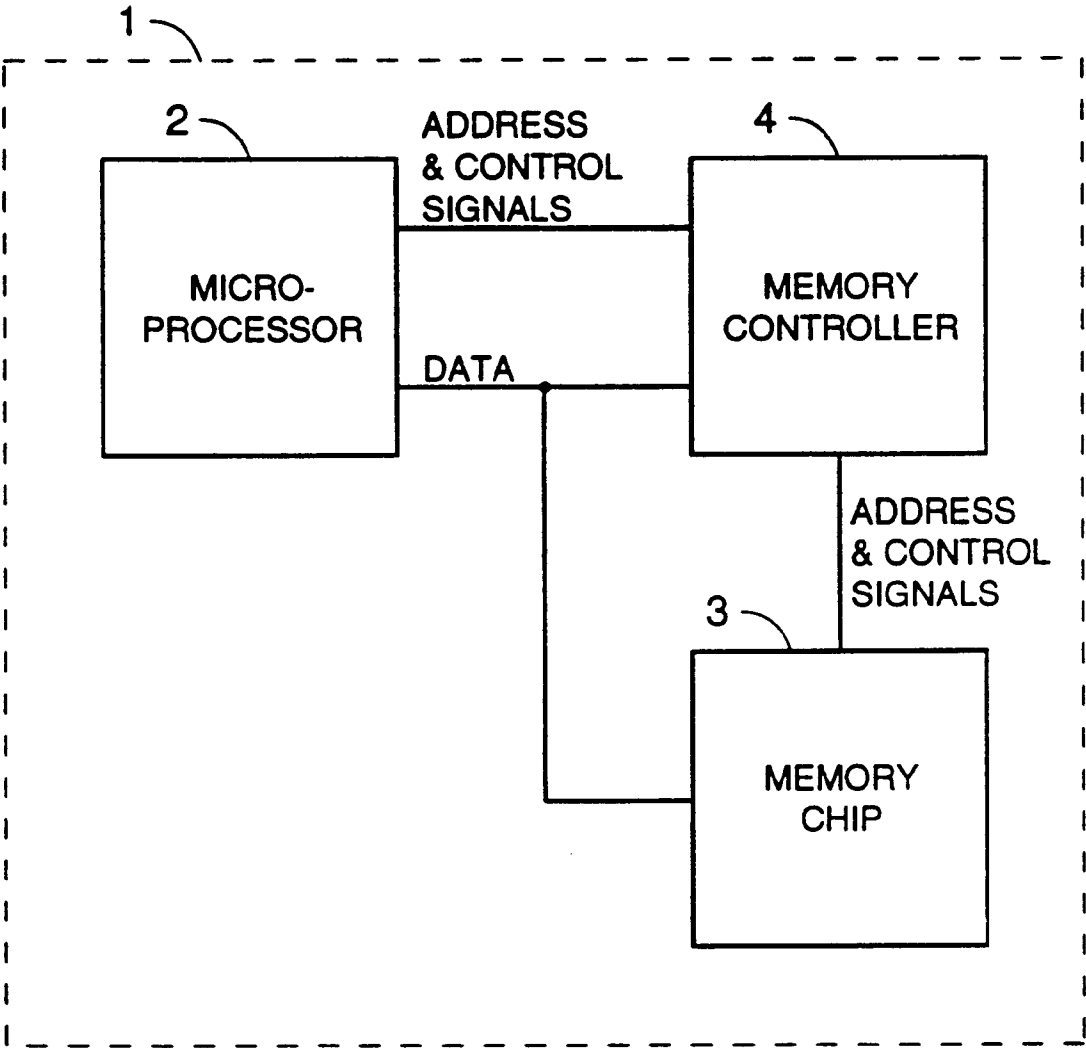 1
2
ADDRESS
& CONTROL
SIGNALS
4
MICRO-
PROCESSOR
MEMORY
CONTROLLER
DATA
ADDRESS
& CONTROL
SIGNALS
3
MEMORY
CHIP